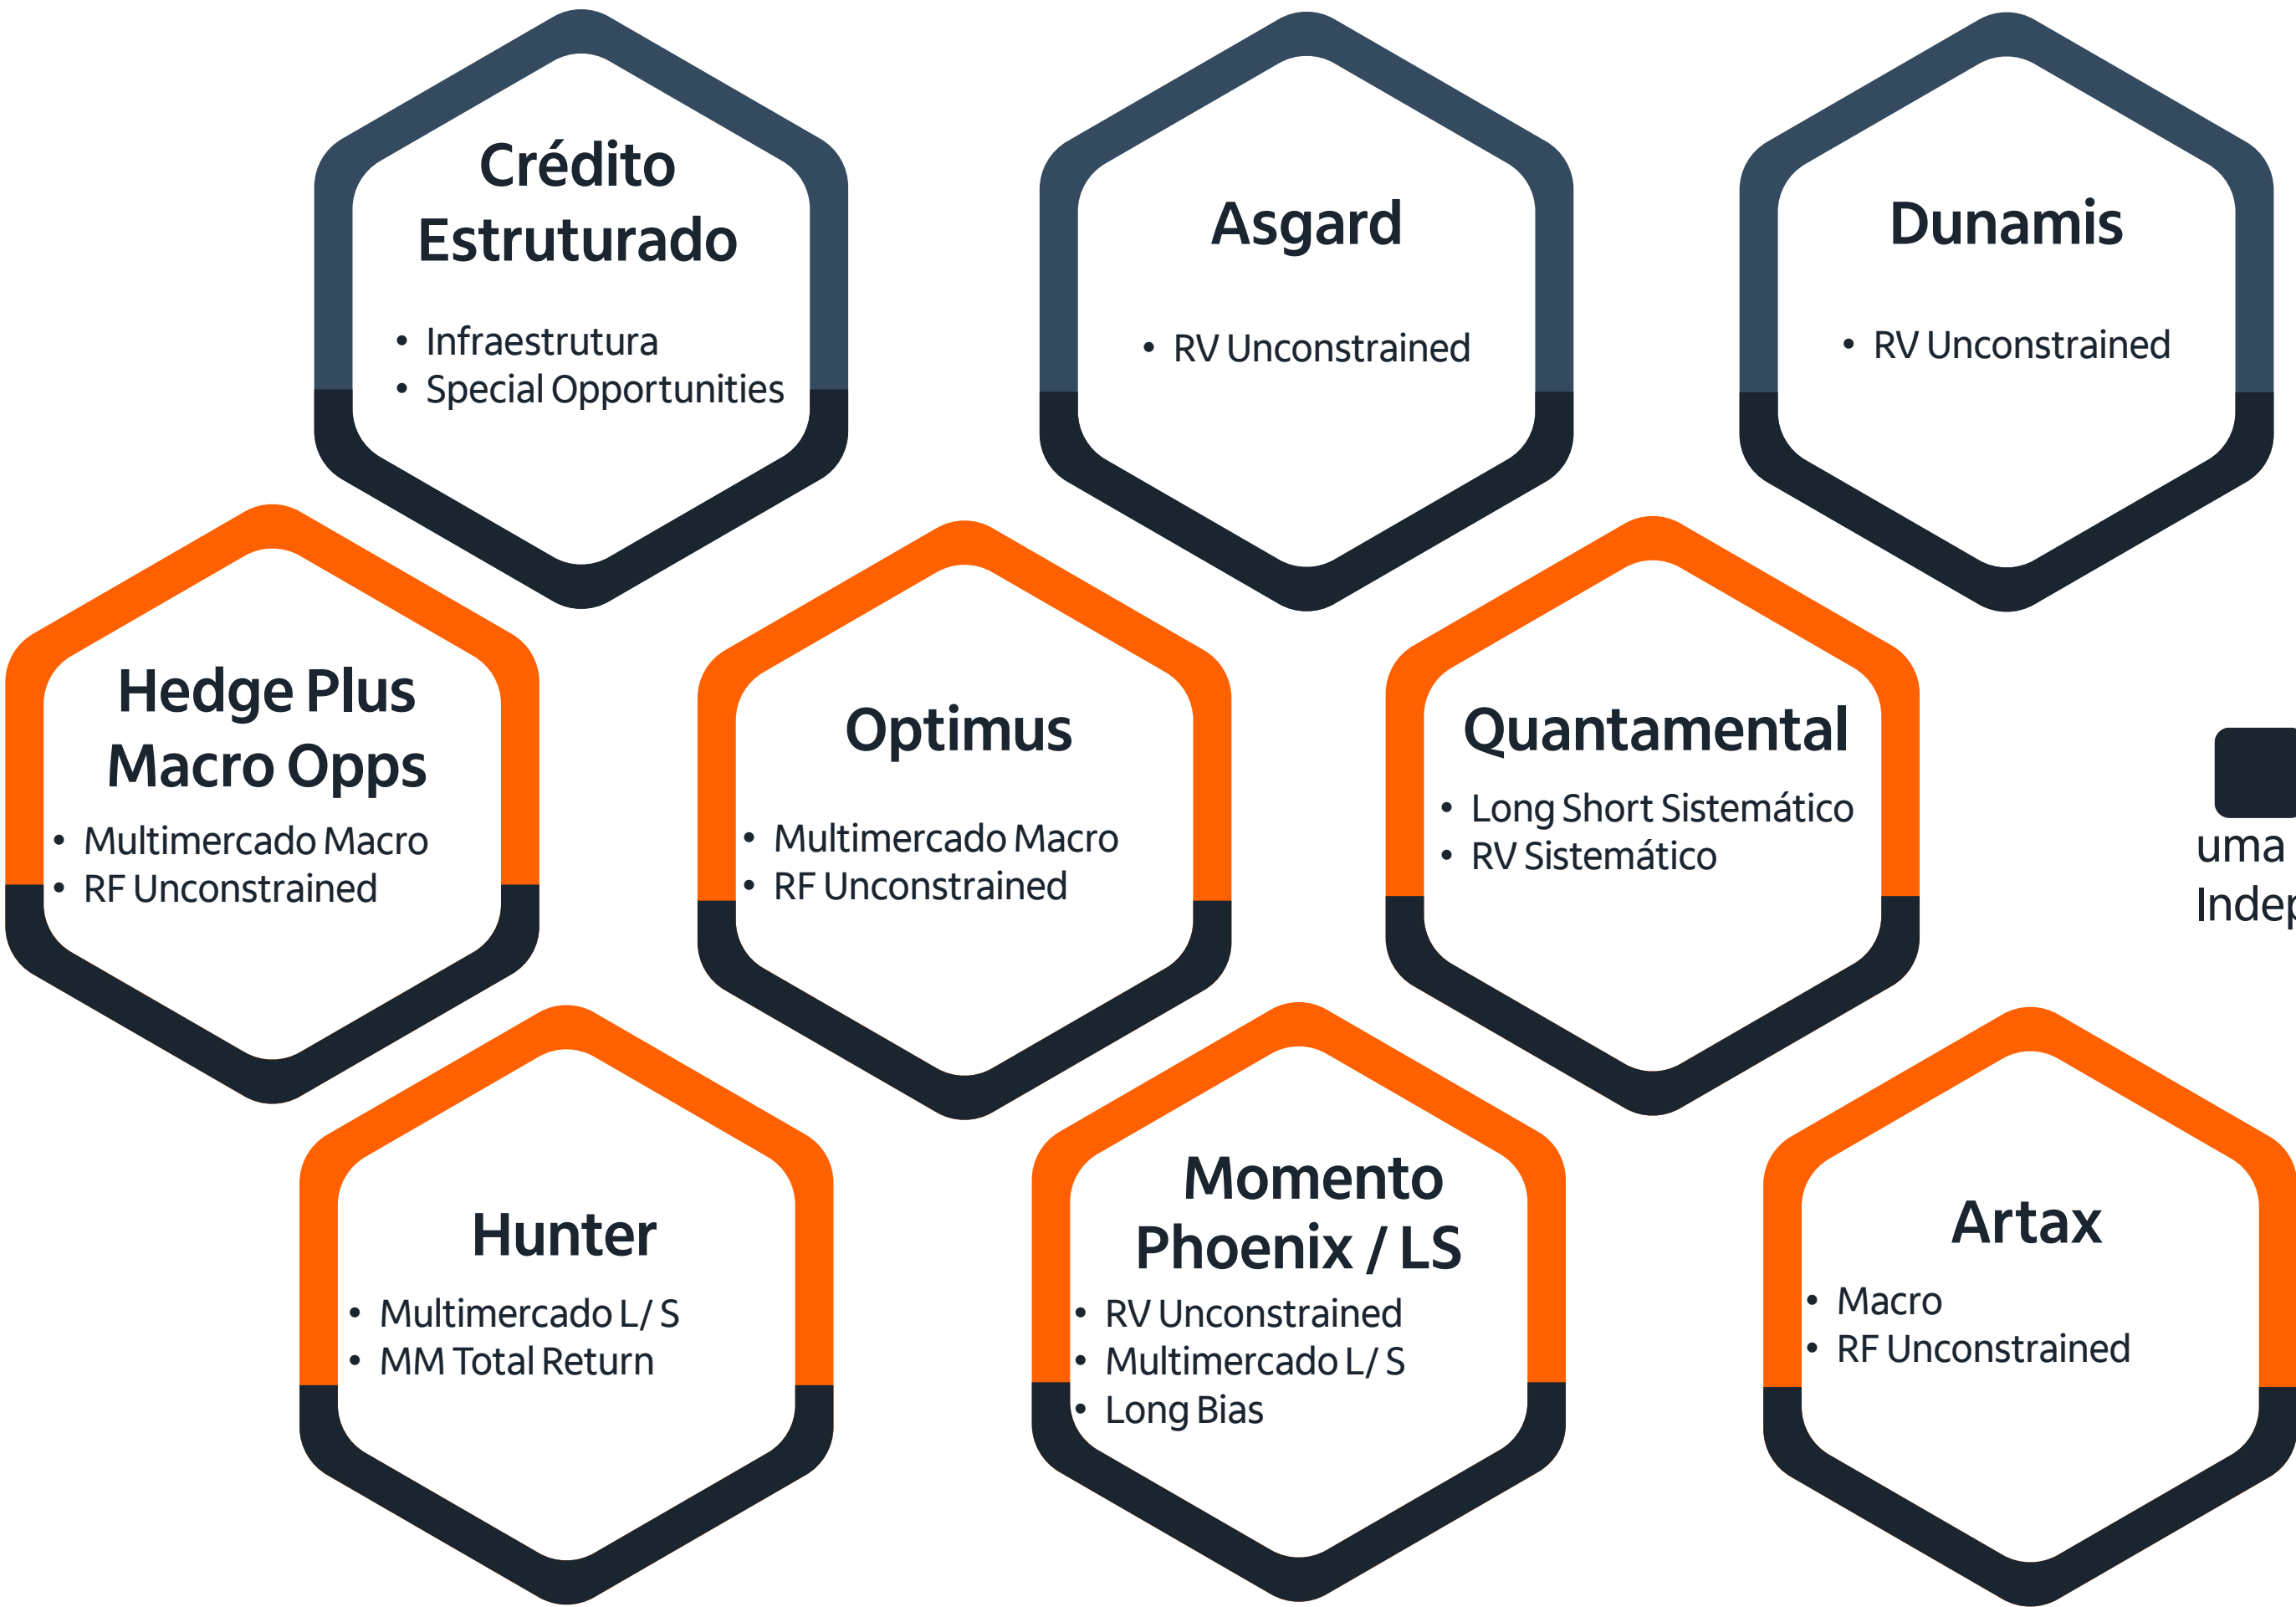 Crédito
Estruturado
• Infraestrutura
• Special Opportunities
Asgard
• RV Unconstrained
Dunamis
• RV Unconstrained
Hedge Plus
Macro Opps
• Multimercado Macro
• RF Unconstrained
Optimus
• Multimercado Macro
• RF Unconstrained
Quantamental
• Long Short Sistemático
• RV Sistemático
uma
Hunter
• Multimercado L/ S
• MM Total Return
Momento
Phoenix / LS
• RV Unconstrained
• Multimercado L/ S
• Long Bias
Artax
• Macro
• RF Unconstrained